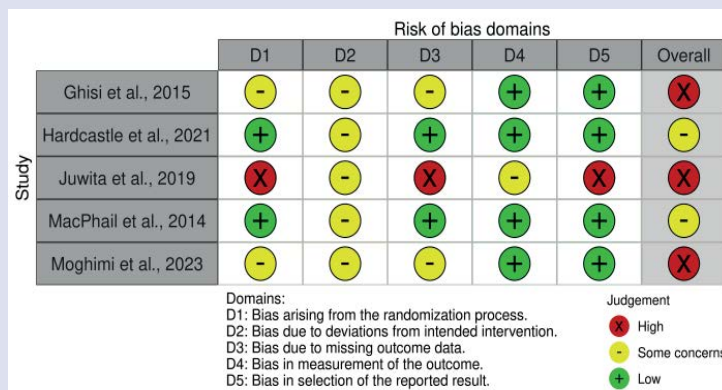 Risk of bias domains
D1 D2 D3 D4 D5 Overall
Study
Ghisi et al., 2015 - - - + + X
Hardcastle et al., 2021 + - + + + -
Juwita et al., 2019 X - X - X X
MacPhail et al., 2014 + - + + + -
Moghimi et al., 2023 - - - + + X
Domains:
D1: Bias arising from the randomization process.
D2: Bias due to deviations from intended intervention.
D3: Bias due to missing outcome data.
D4: Bias in measurement of the outcome.
D5: Bias in selection of the reported result.
Judgement
X High
- Some concerns
+ Low